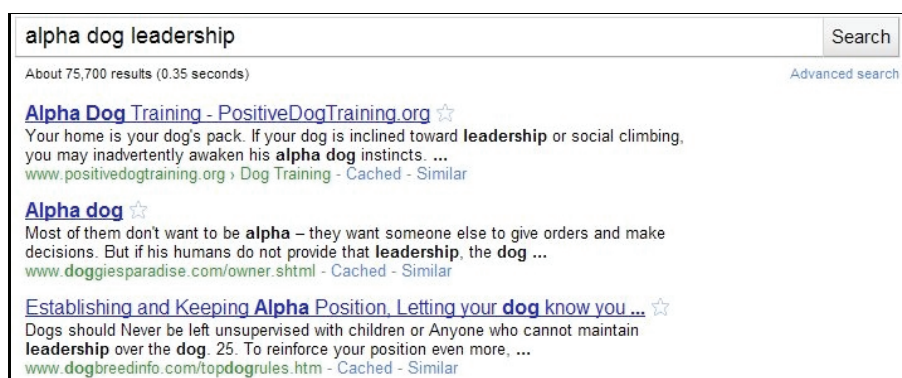 alpha dog leadership
Search
About 75,700 results (0.35 seconds)
Advanced search
Alpha Dog Training - PositiveDogTraining.org
Your home is your dog's pack. If your dog is inclined toward leadership or social climbing,
you may inadvertently awaken his alpha dog instincts. ...
www.positivedogtraining.org › Dog Training - Cached - Similar
Alpha dog
Most of them don't want to be alpha – they want someone else to give orders and make
decisions. But if his humans do not provide that leadership, the dog ...
www.doggiesparadise.com/owner.shtml - Cached - Similar
Establishing and Keeping Alpha Position, Letting your dog know you ...
Dogs should Never be left unsupervised with children or Anyone who cannot maintain
leadership over the dog. 25. To reinforce your position even more, ...
www.dogbreedinfo.com/topdogrules.htm - Cached - Similar